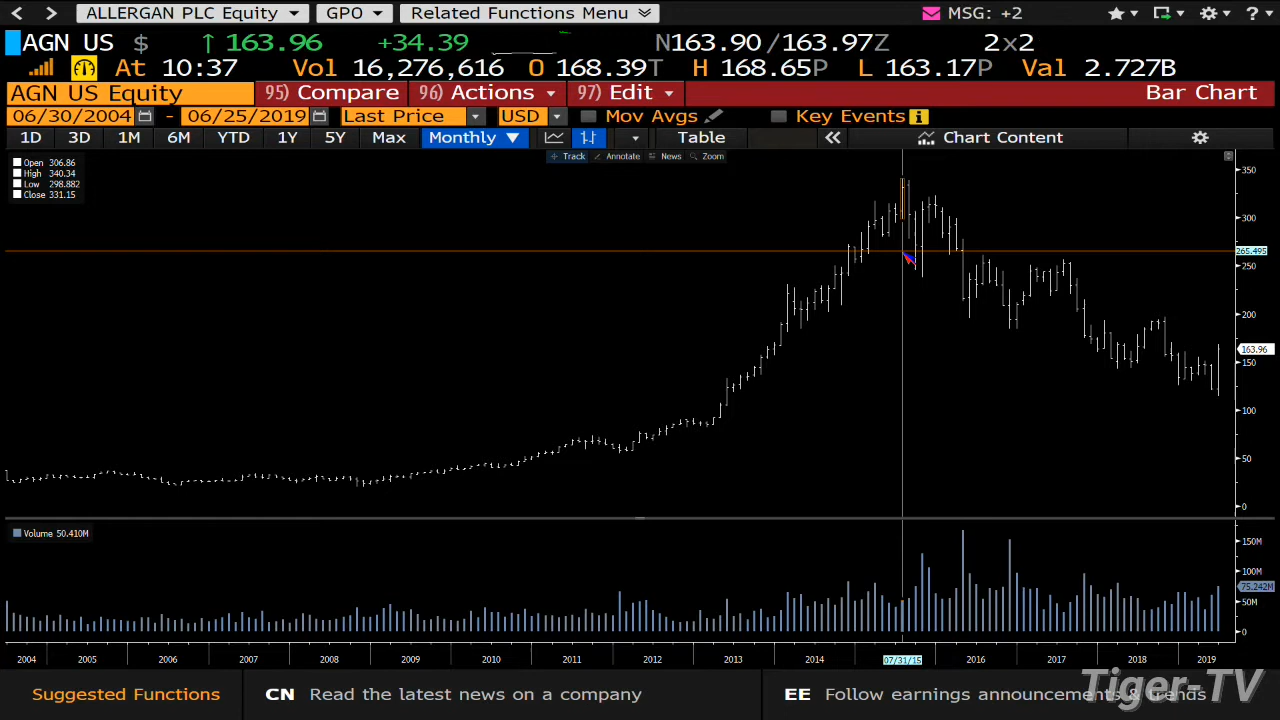 ALLERGAN PLC Equity GPO Related Functions Menu MSG: +2 ?
AGN US $ ↑ 163.96 +34.39 N163.90/163.97Z 2x2
At 10:37 Vol 16,276,616 O 168.39T H 168.65P L 163.17P Val 2.727B
AGN US Equity 95) Compare 96) Actions 97) Edit Bar Chart
06/30/2004 - 06/25/2019 Last Price USD Mov Avgs Key Events i
1D 3D 1M 6M YTD 1Y 5Y Max Monthly ▼ Table « Chart Content
Track Annotate News Zoom
Open 306.86
High 340.34
Low 298.882
Close 331.15
350
300
265.495
250
200
163.96
150
100
50
0
Volume 50.410M
150M
100M
75.242M
50M
0
2004 2005 2006 2007 2008 2009 2010 2011 2012 2013 2014 07/31/15 2016 2017 2018 2019
Suggested Functions CN Read the latest news on a company EE Follow earnings announcements & trends
Tiger-TV